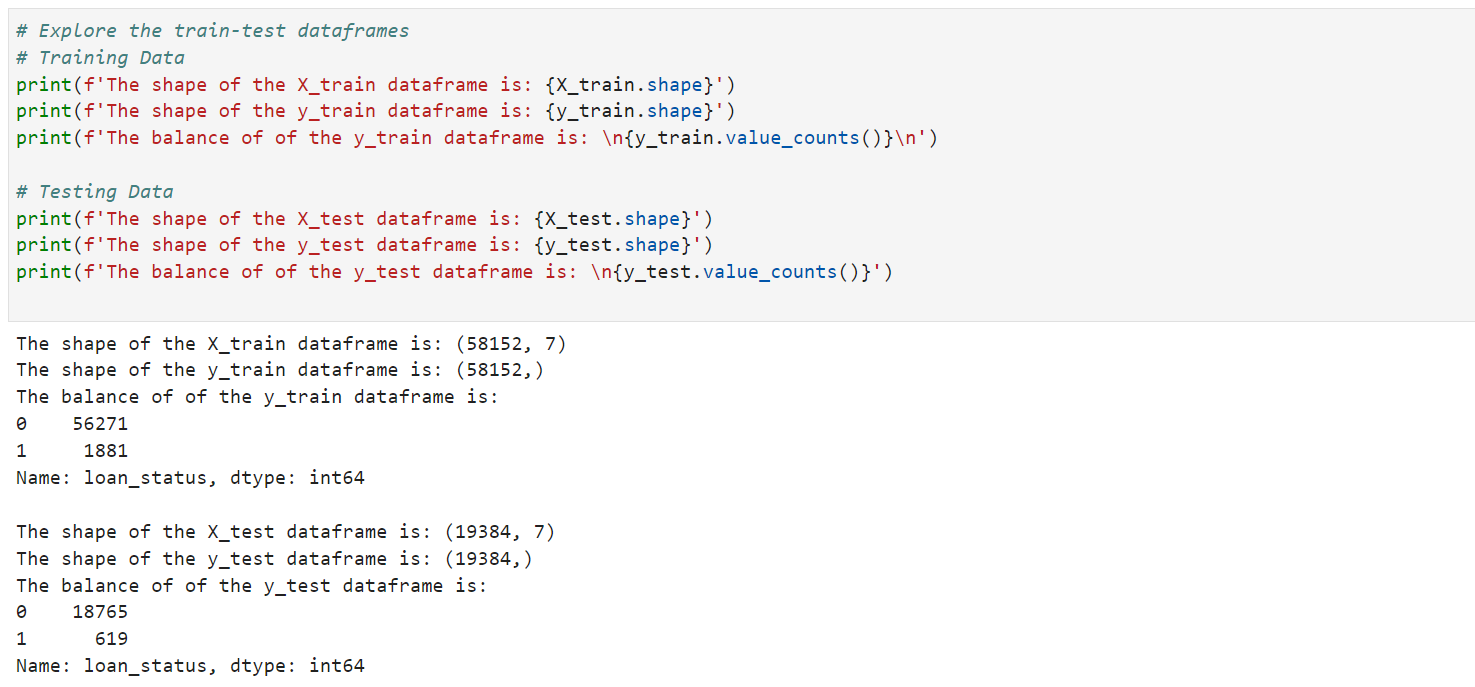 # Explore the train-test dataframes
# Training Data
print(f'The shape of the X_train dataframe is: {X_train.shape}')
print(f'The shape of the y_train dataframe is: {y_train.shape}')
print(f'The balance of of the y_train dataframe is: \n{y_train.value_counts()}\n')

# Testing Data
print(f'The shape of the X_test dataframe is: {X_test.shape}')
print(f'The shape of the y_test dataframe is: {y_test.shape}')
print(f'The balance of of the y_test dataframe is: \n{y_test.value_counts()}')

The shape of the X_train dataframe is: (58152, 7)
The shape of the y_train dataframe is: (58152,)
The balance of of the y_train dataframe is:
0    56271
1     1881
Name: loan_status, dtype: int64

The shape of the X_test dataframe is: (19384, 7)
The shape of the y_test dataframe is: (19384,)
The balance of of the y_test dataframe is:
0    18765
1      619
Name: loan_status, dtype: int64